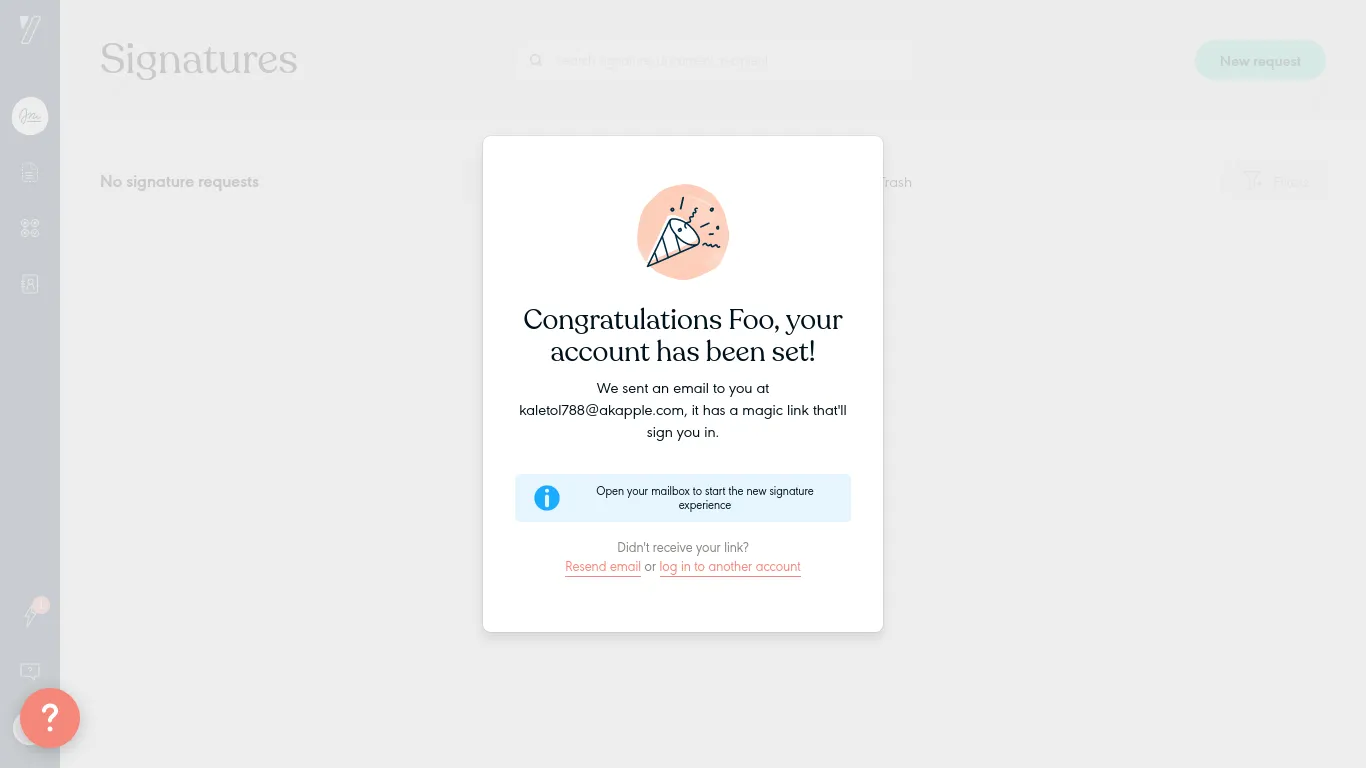 Signatures
New request
No signature requests
Trash
Filters
Congratulations Foo, your
account has been set!
We sent an email to you at
kaletol788@akapple.com, it has a magic link that'll
sign you in.
Open your mailbox to start the new signature
experience
Didn't receive your link?
Resend email or log in to another account
1
?